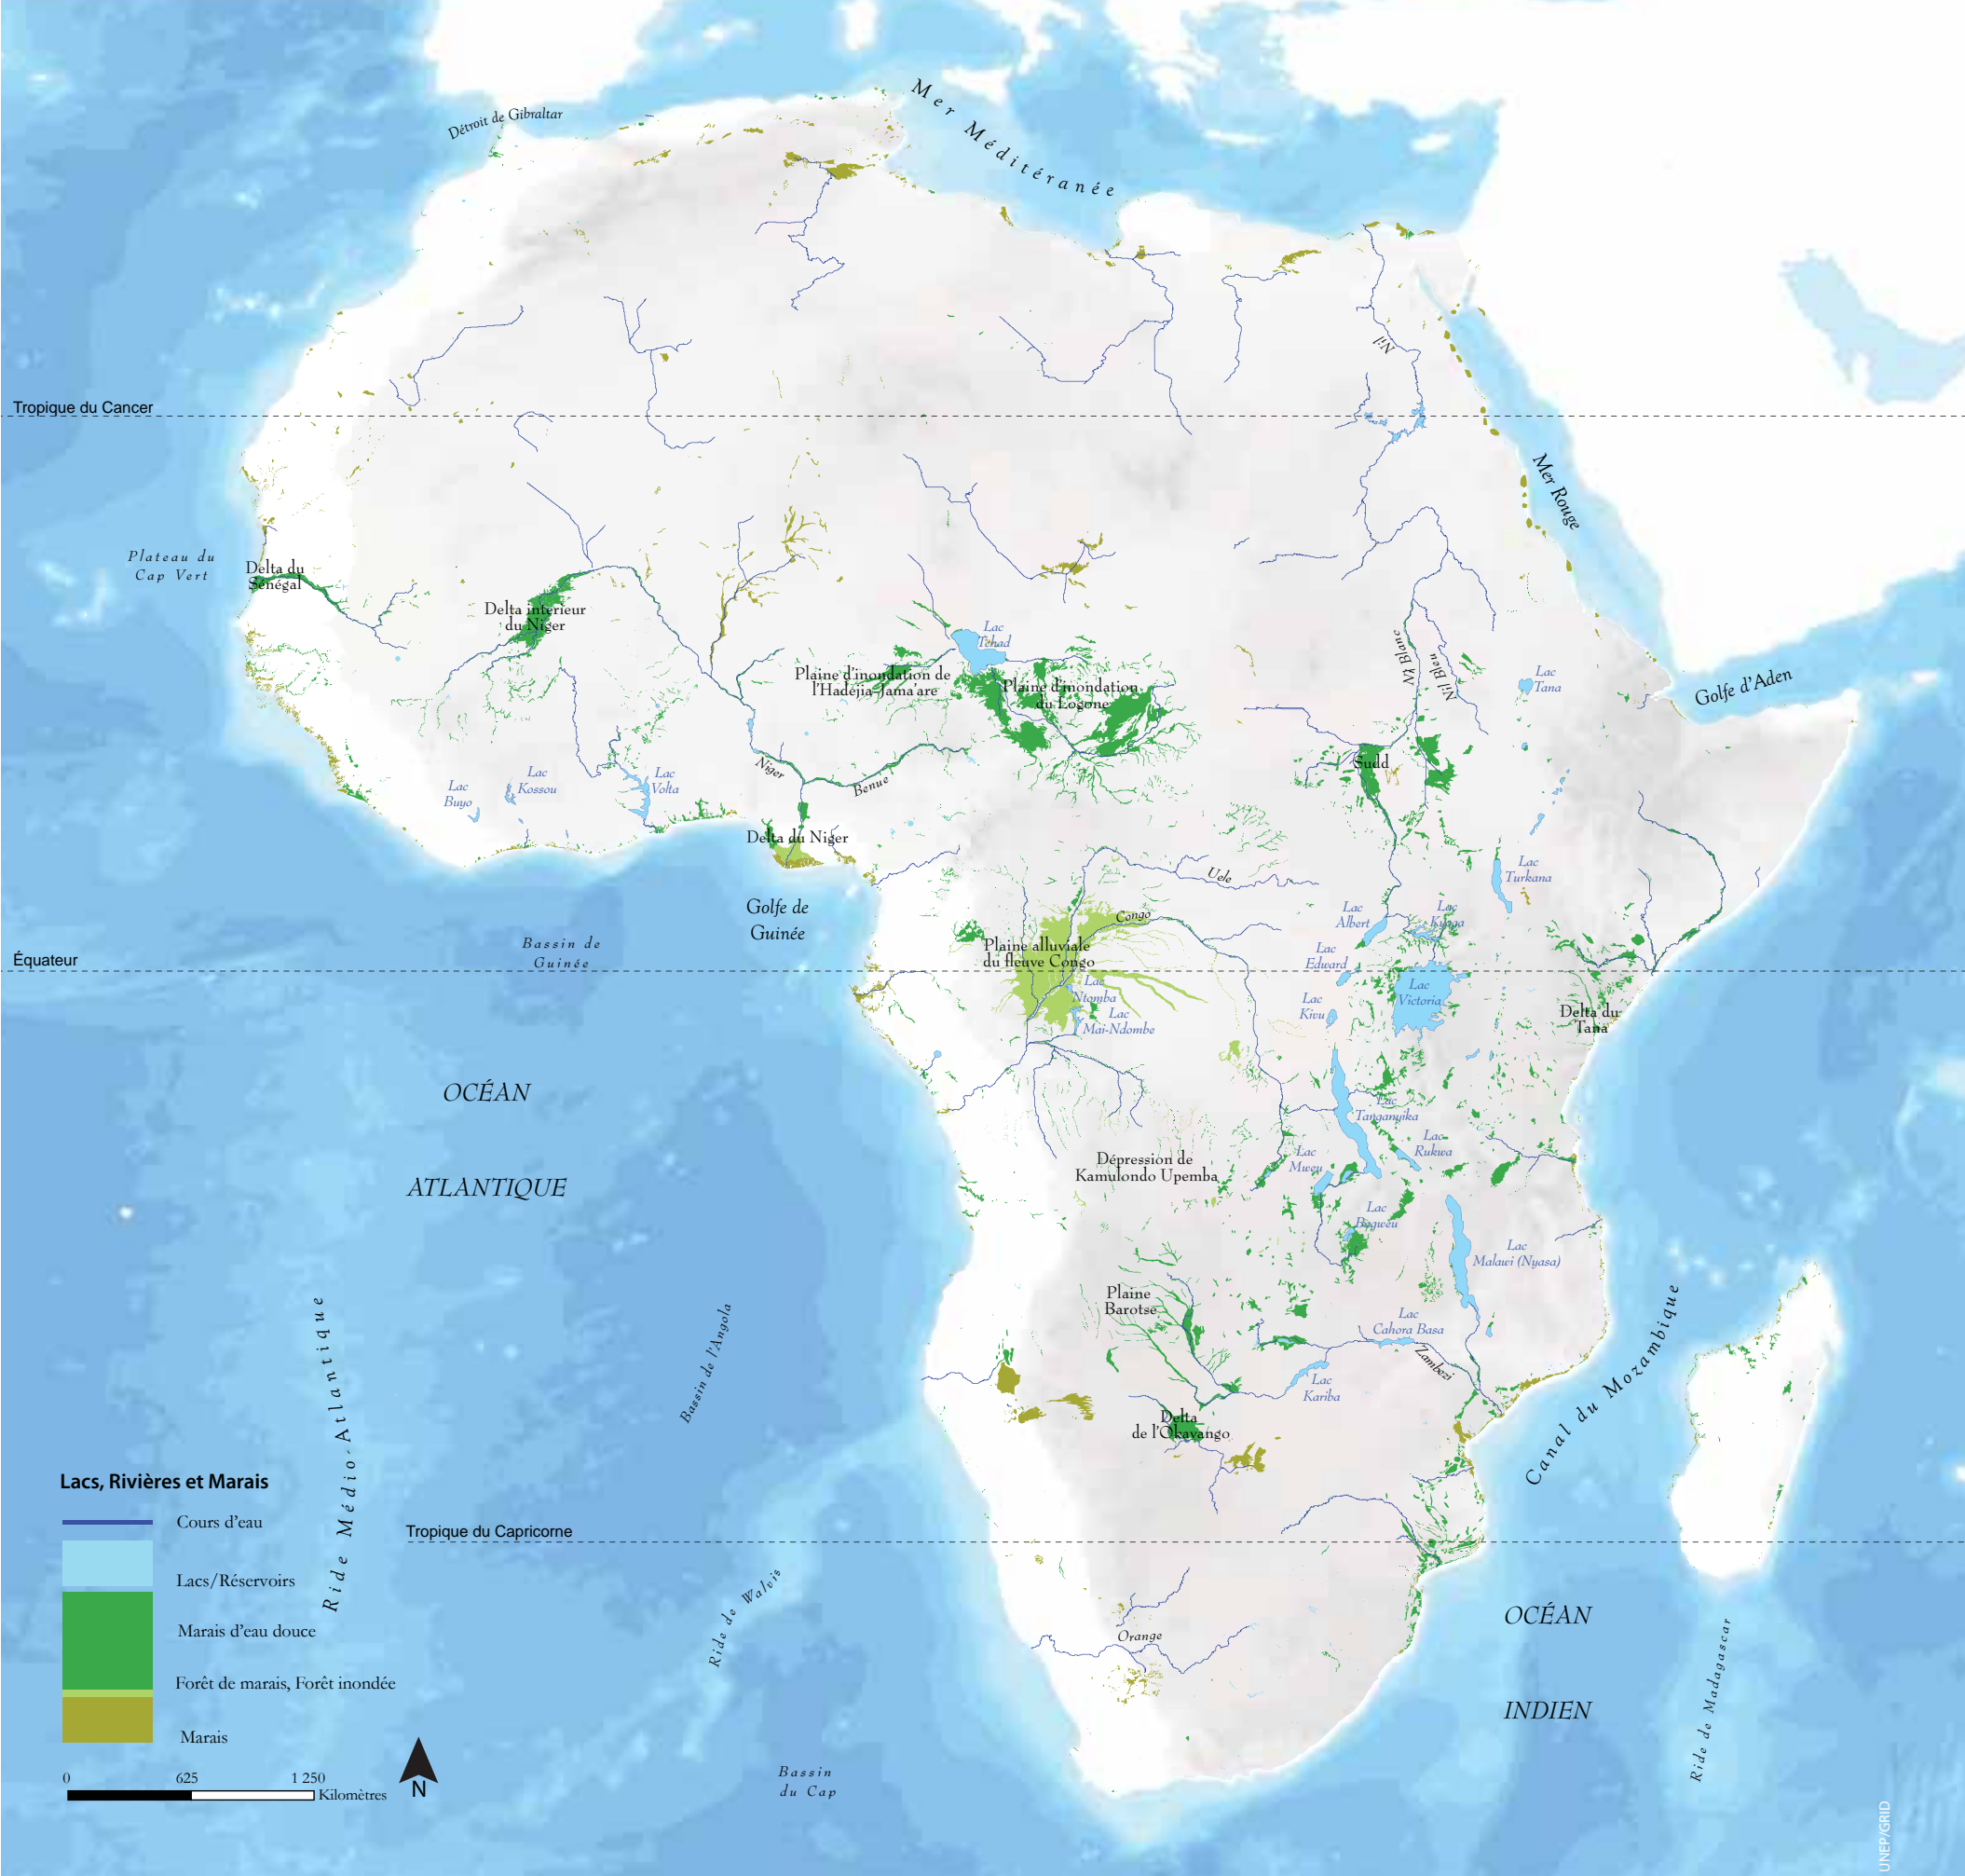 Détroit de Gibraltar
Mer Méditéranée
Nil
Tropique du Cancer
Mer Rouge
Plateau du
Cap Vert
Delta du
Sénégal
Delta intérieur
du Niger
Lac
Tchad
Plaine d'inondation de
l'Hadéjia-Jama'are
Plaine d'inondation
du Logone
Nil Blanc
Nil Bleu
Lac
Tana
Golfe d'Aden
Lac
Buyo
Lac
Kossou
Lac
Volta
Niger
Benue
Sudd
Delta du Niger
Uele
Lac
Turkana
Golfe de
Guinée
Congo
Lac
Albert
Lac
Kyoga
Bassin de
Guinée
Plaine alluviale
du fleuve Congo
Lac
Edward
Équateur
Lac
Ntomba
Lac
Mai-Ndombe
Lac
Kivu
Lac
Victoria
Delta du
Tana
OCÉAN
ATLANTIQUE
Lac
Tanganyika
Lac
Rukwa
Dépression de
Kamulondo Upemba
Lac
Mweu
Lac
Bagweu
Lac
Malawi (Nyasa)
Plaine
Barotse
Lac
Cahora Basa
Zambezi
Lac
Kariba
Canal du Mozambique
Ride Médio-Atlantique
Bassin de l'Angola
Delta
de l'Okavango
Tropique du Capricorne
Ride de Walvis
Orange
OCÉAN
INDIEN
Ride de Madagascar
Bassin
du Cap
Lacs, Rivières et Marais
Cours d'eau
Lacs/Réservoirs
Marais d'eau douce
Forêt de marais, Forêt inondée
Marais
0 625 1 250
Kilomètres
N
UNEP/GRID